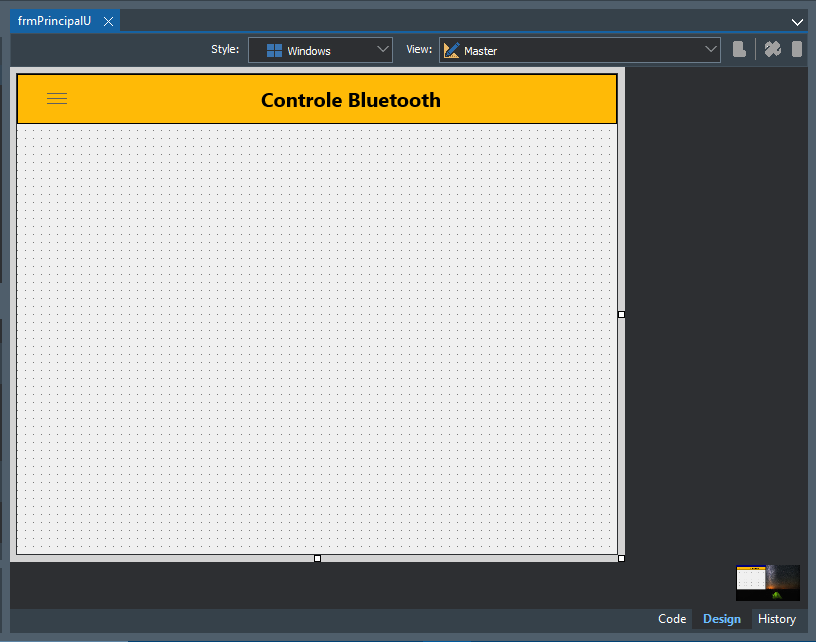 frmPrincipalU
Style: Windows View: Master
Controle Bluetooth
Code Design History